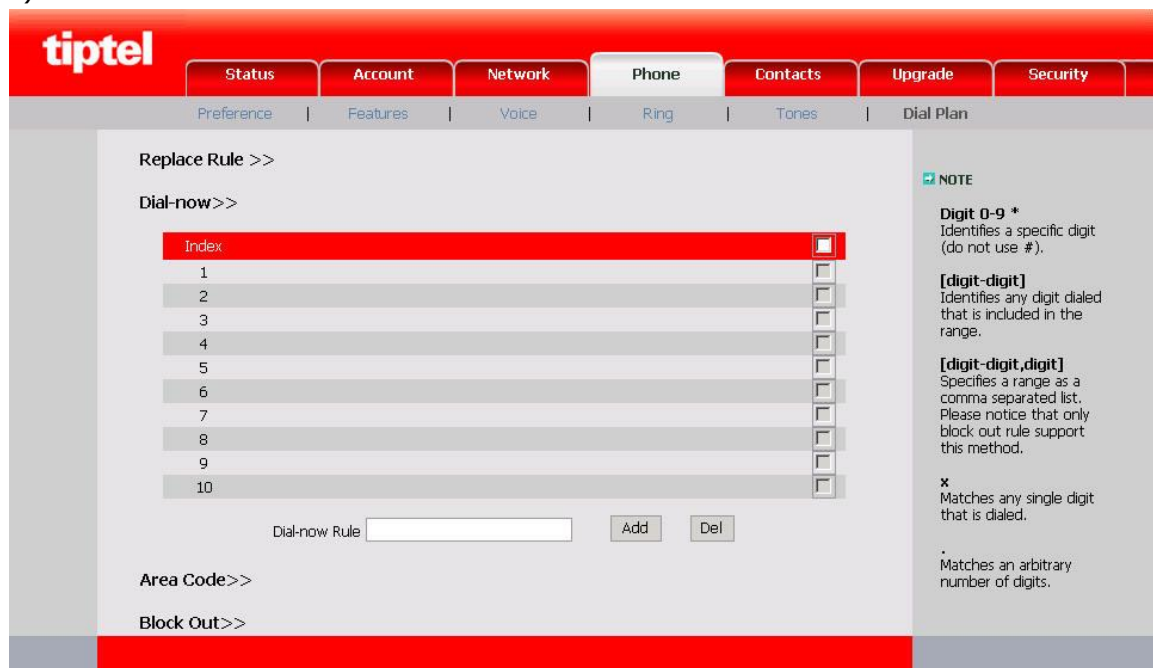 tiptel
Status Account Network Phone Contacts Upgrade Security
Preference | Features | Voice | Ring | Tones | Dial Plan
Replace Rule >>
Dial-now>>
Index
1
2
3
4
5
6
7
8
9
10
Dial-now Rule Add Del
Area Code>>
Block Out>>
NOTE
Digit 0-9 *
Identifies a specific digit
(do not use #).
[digit-digit]
Identifies any digit dialed
that is included in the
range.
[digit-digit,digit]
Specifies a range as a
comma separated list.
Please notice that only
block out rule support
this method.
x
Matches any single digit
that is dialed.
.
Matches an arbitrary
number of digits.